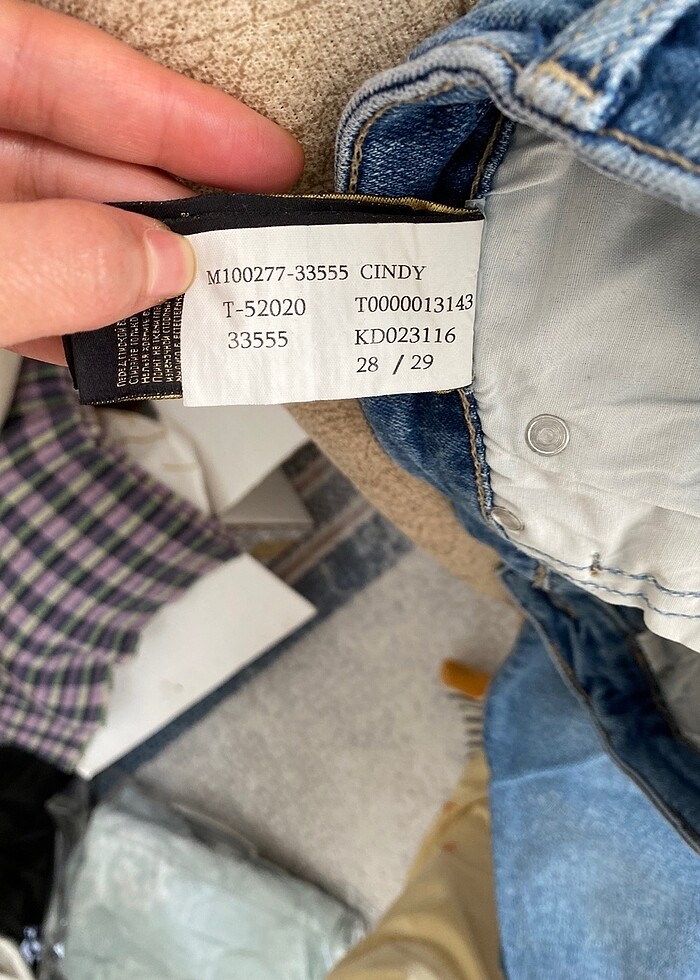 M100277-33555 CINDY
T-52020 T0000013143
33555 KD023116
28 / 29